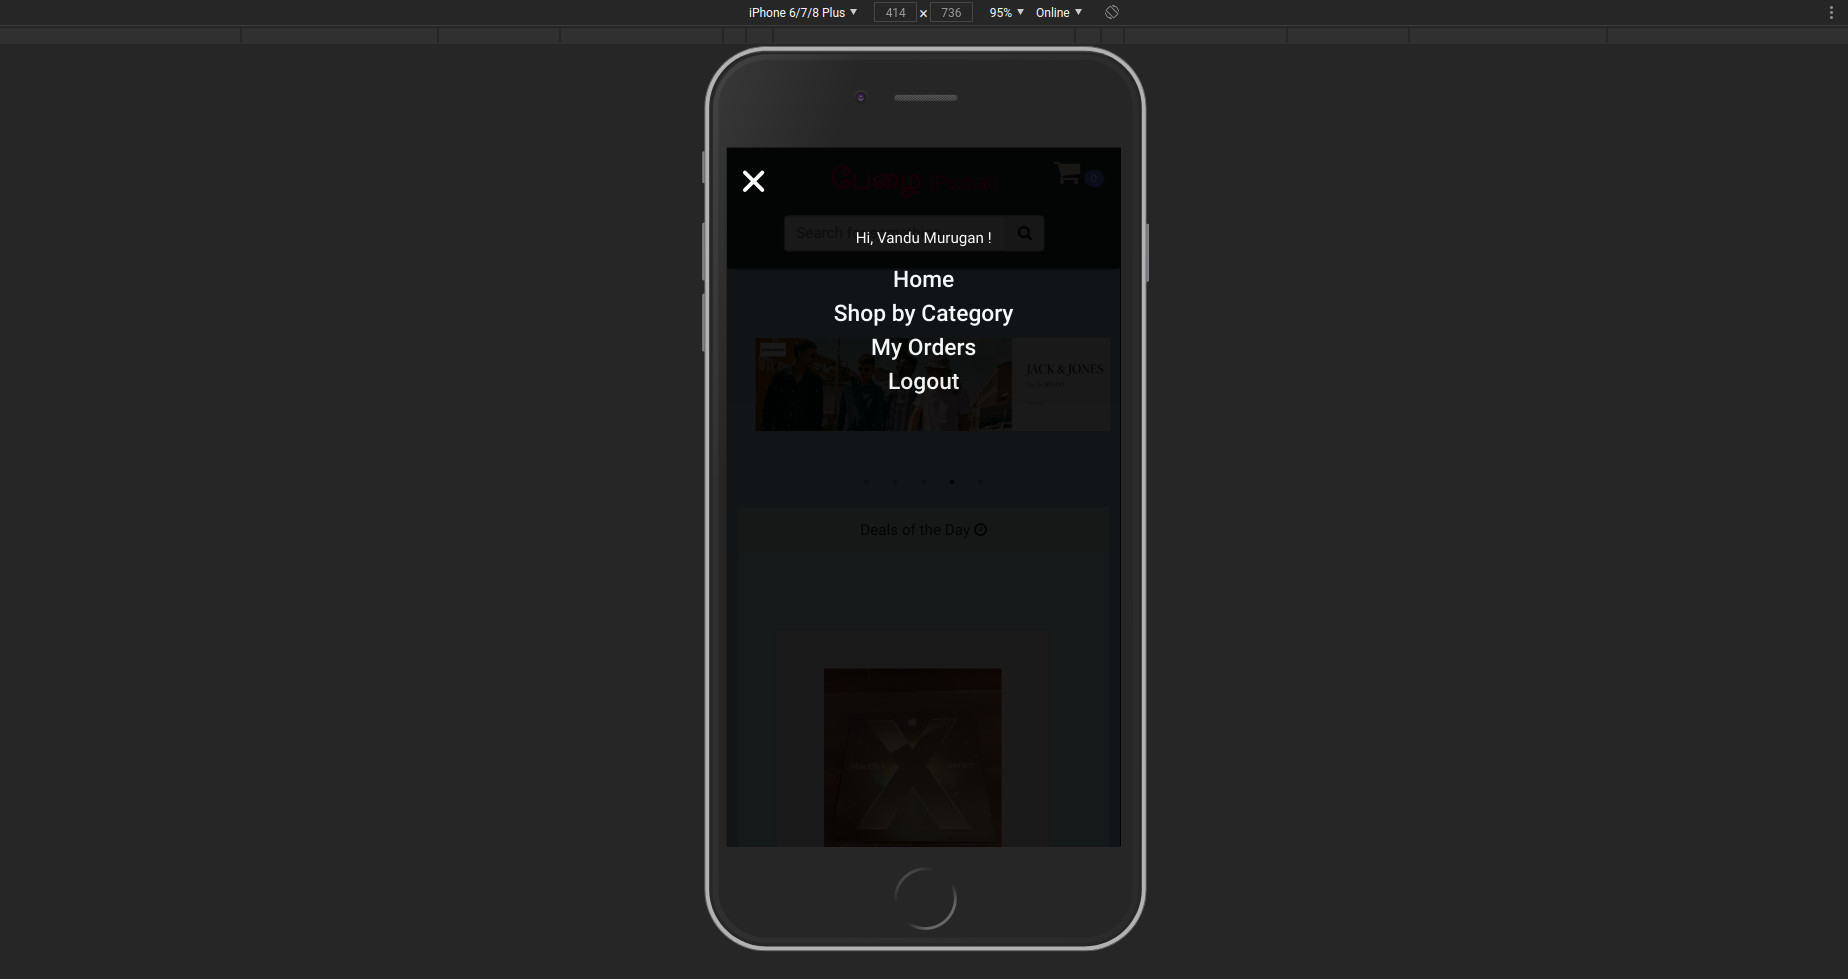 iPhone 6/7/8 Plus 414 × 736 95% Online
0
Search f
Hi, Vandu Murugan !
Home
Shop by Category
My Orders
Logout
JACK & JONES
Deals of the Day